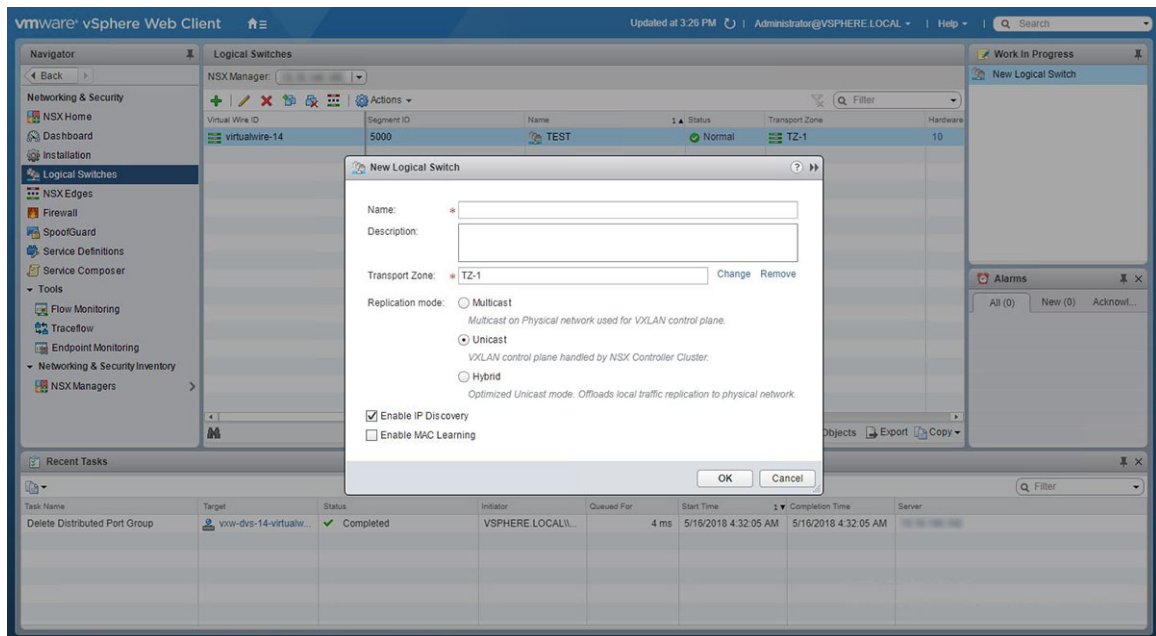 vmware® vSphere Web Client
Updated at 3:26 PM | Administrator@VSPHERE.LOCAL | Help | Search
Navigator
Back
Networking & Security
NSX Home
Dashboard
Installation
Logical Switches
NSX Edges
Firewall
SpoofGuard
Service Definitions
Service Composer
Tools
Flow Monitoring
Traceflow
Endpoint Monitoring
Networking & Security Inventory
NSX Managers
Logical Switches
NSX Manager:
Actions
Filter
Virtual Wire ID Segment ID Name 1 Status Transport Zone Hardware
virtualwire-14 5000 TEST Normal TZ-1 10
New Logical Switch
Name: *
Description:
Transport Zone: * TZ-1 Change Remove
Replication mode: Multicast
Multicast on Physical network used for VXLAN control plane.
Unicast
VXLAN control plane handled by NSX Controller Cluster.
Hybrid
Optimized Unicast mode. Offloads local traffic replication to physical network.
Enable IP Discovery
Enable MAC Learning
OK Cancel
Objects Export Copy
Work In Progress
New Logical Switch
Alarms
All (0) New (0) Acknowl...
Recent Tasks
Filter
Task Name Target Status Initiator Queued For Start Time 1 Completion Time Server
Delete Distributed Port Group vxw-dvs-14-virtualw... Completed VSPHERE.LOCAL\\... 4 ms 5/16/2018 4:32:05 AM 5/16/2018 4:32:05 AM